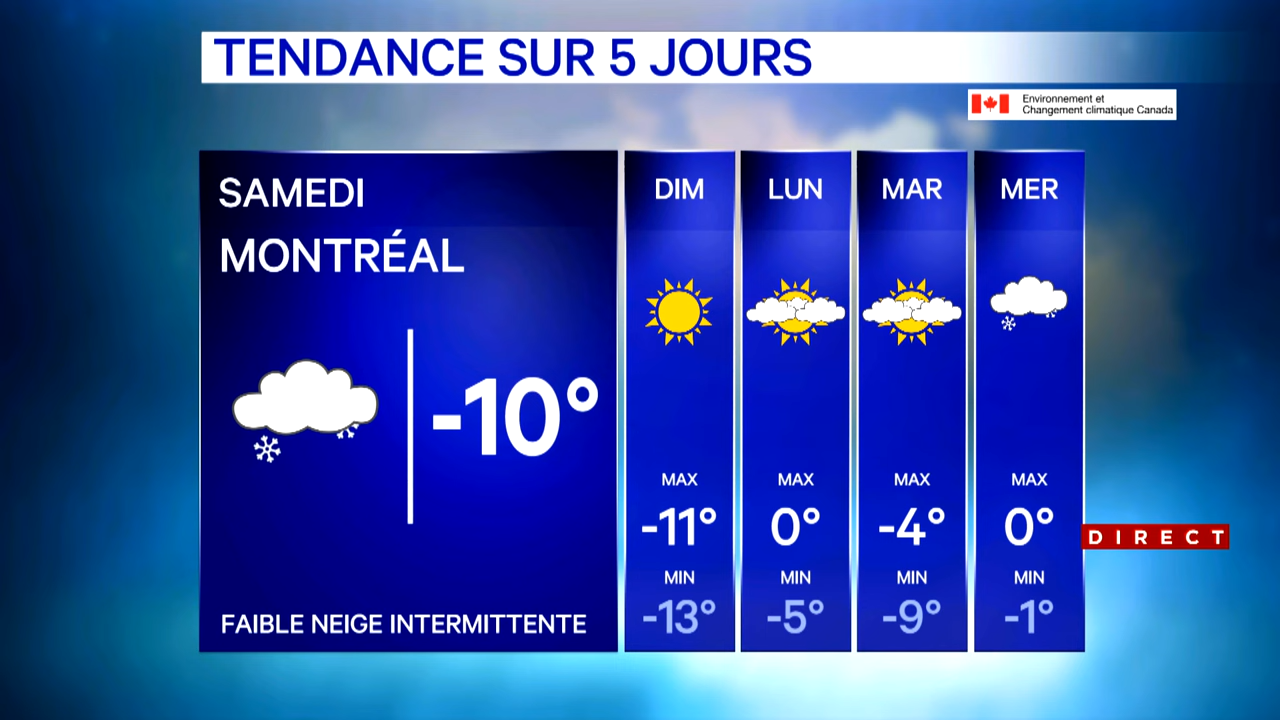 TENDANCE SUR 5 JOURS
Environnement et
Changement climatique Canada
SAMEDI
MONTRÉAL
-10°
FAIBLE NEIGE INTERMITTENTE
DIM
MAX
-11°
MIN
-13°
LUN
MAX
0°
MIN
-5°
MAR
MAX
-4°
MIN
-9°
MER
MAX
0°
MIN
-1°
DIRECT